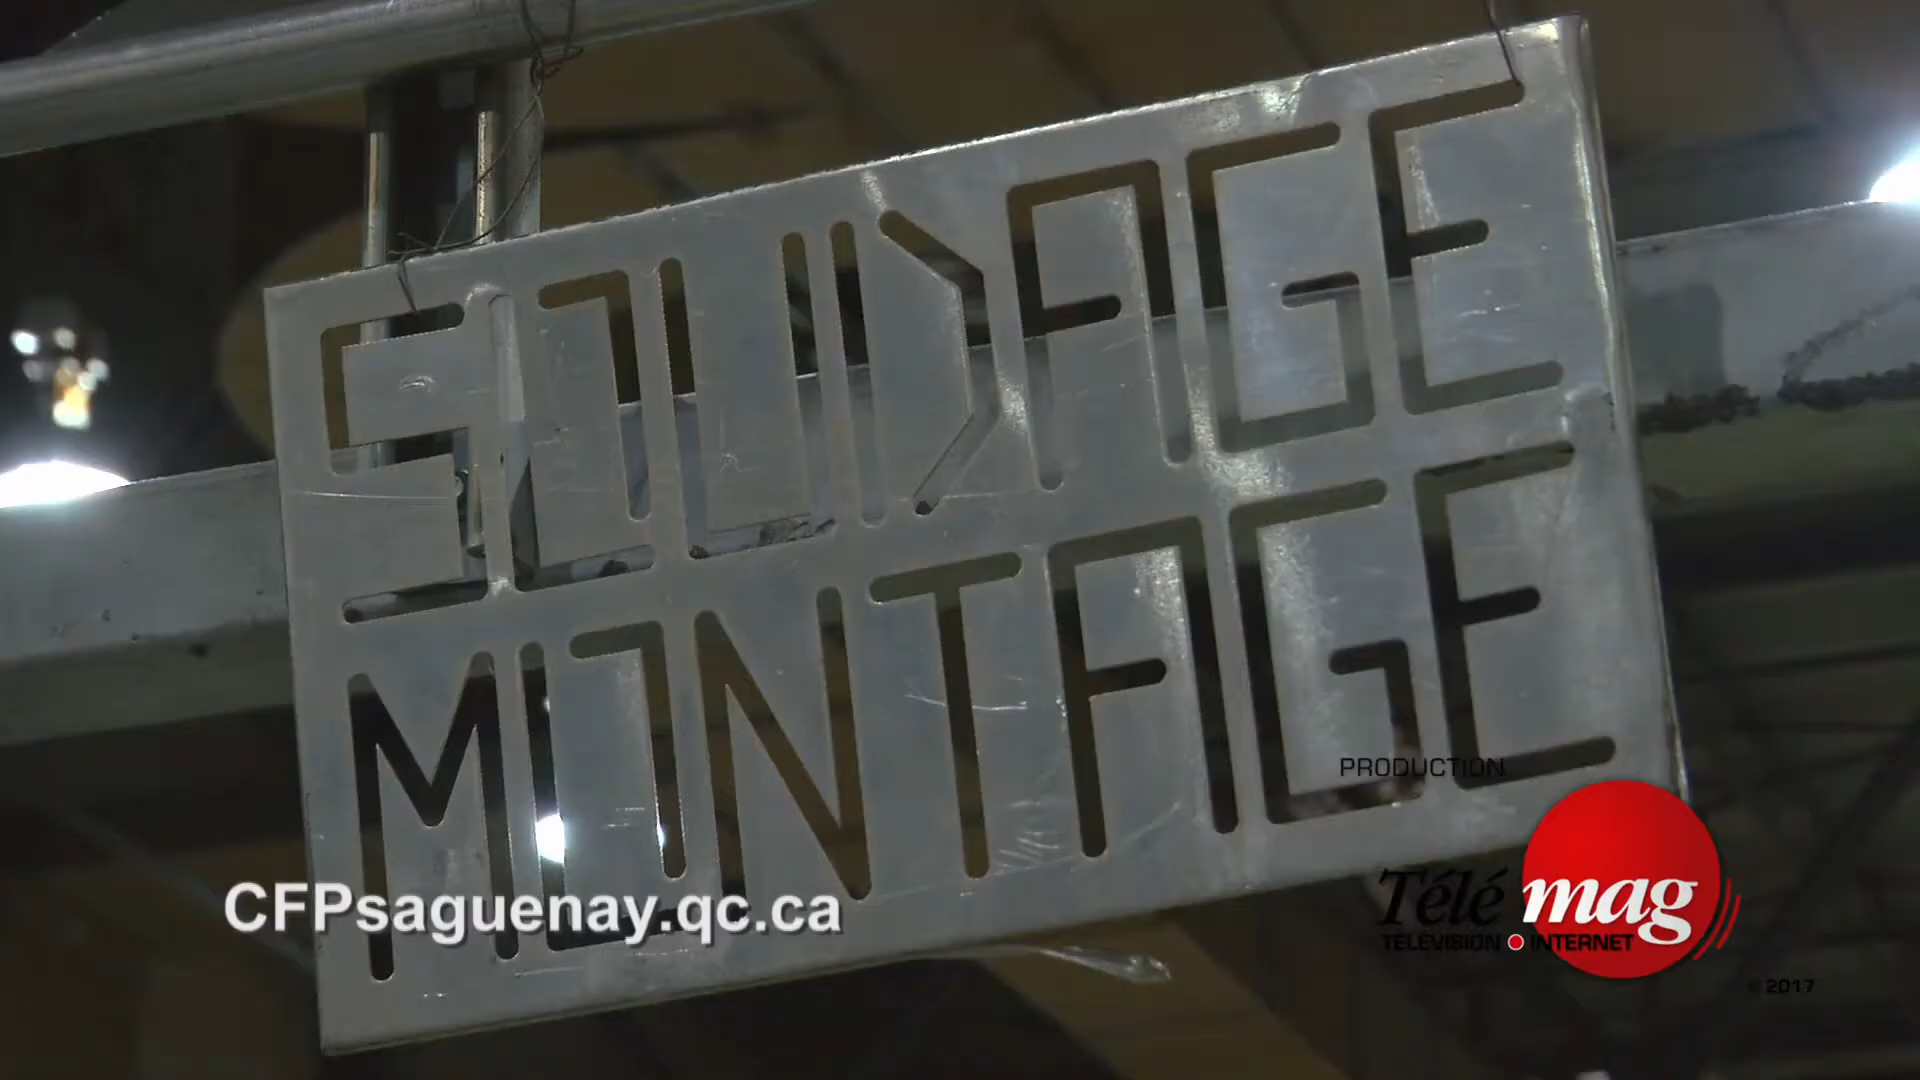 SOUDAGE
MONTAGE
CFPsaguenay.qc.ca
PRODUCTION
Télé mag
TÉLÉVISION • INTERNET
© 2017